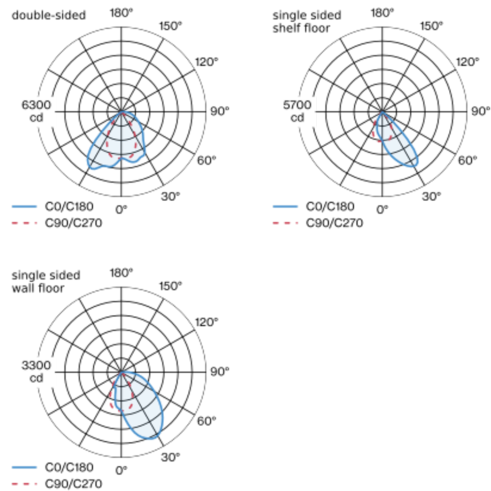 double-sided
180°
150°
120°
6300
cd
90°
60°
30°
0°
C0/C180
C90/C270
single sided
shelf floor
180°
150°
120°
5700
cd
90°
60°
30°
0°
C0/C180
C90/C270
single sided
wall floor
180°
150°
120°
3300
cd
90°
60°
30°
0°
C0/C180
C90/C270